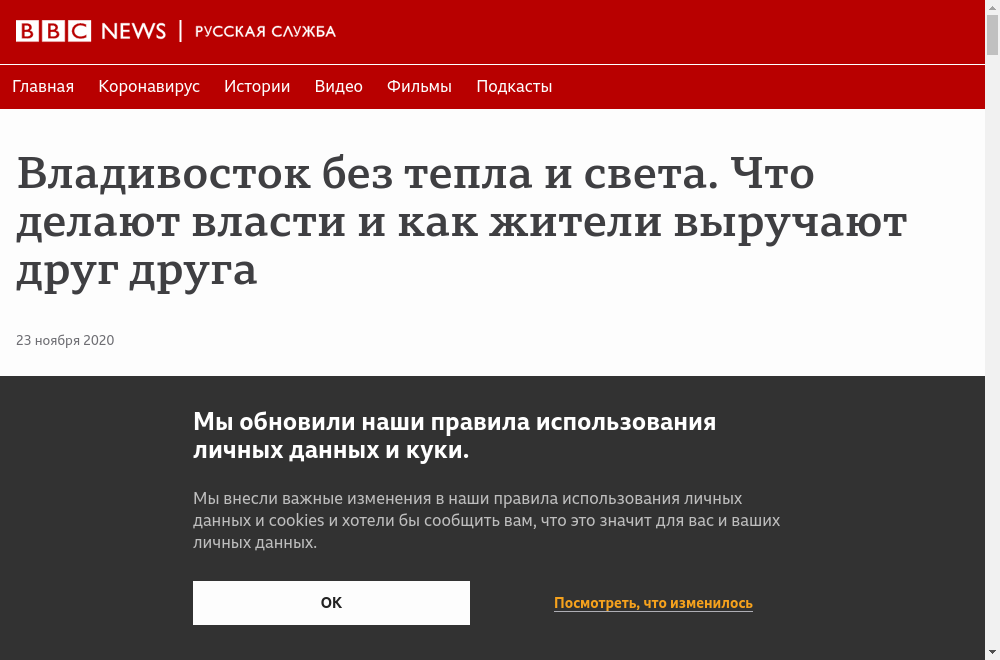 BBC NEWS | РУССКАЯ СЛУЖБА
Главная Коронавирус Истории Видео Фильмы Подкасты
Владивосток без тепла и света. Что
делают власти и как жители выручают
друг друга
23 ноября 2020
Мы обновили наши правила использования
личных данных и куки.
Мы внесли важные изменения в наши правила использования личных
данных и cookies и хотели бы сообщить вам, что это значит для вас и ваших
личных данных.
OK Посмотреть, что изменилось